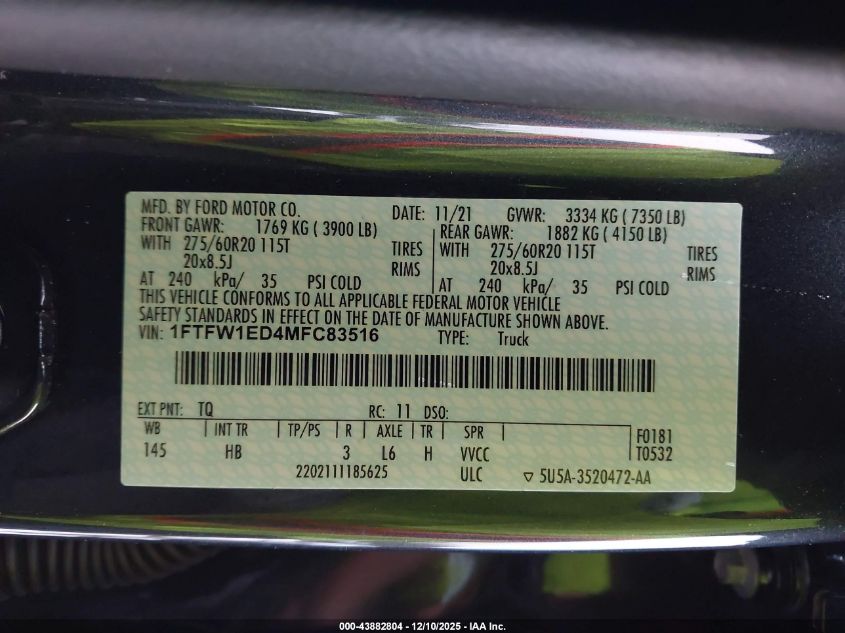 MFD. BY FORD MOTOR CO.
DATE: 11/21 GVWR: 3334 KG ( 7350 LB)
FRONT GAWR: 1769 KG ( 3900 LB)
WITH 275/60R20 115T TIRES
20x8.5J RIMS
AT 240 kPa/ 35 PSI COLD
REAR GAWR: 1882 KG ( 4150 LB)
WITH 275/60R20 115T TIRES
20x8.5J RIMS
AT 240 kPa/ 35 PSI COLD
THIS VEHICLE CONFORMS TO ALL APPLICABLE FEDERAL MOTOR VEHICLE
SAFETY STANDARDS IN EFFECT ON THE DATE OF MANUFACTURE SHOWN ABOVE.
VIN: 1FTFW1ED4MFC83516 TYPE: Truck
EXT PNT: TQ RC: 11 DSO:
WB | INT TR | TP/PS | R | AXLE | TR | SPR
145 HB 3 L6 H VVCC
F0181
T0532
2202111185625 ULC ▽ 5U5A-3520472-AA
000-43882804 - 12/10/2025 - IAA Inc.